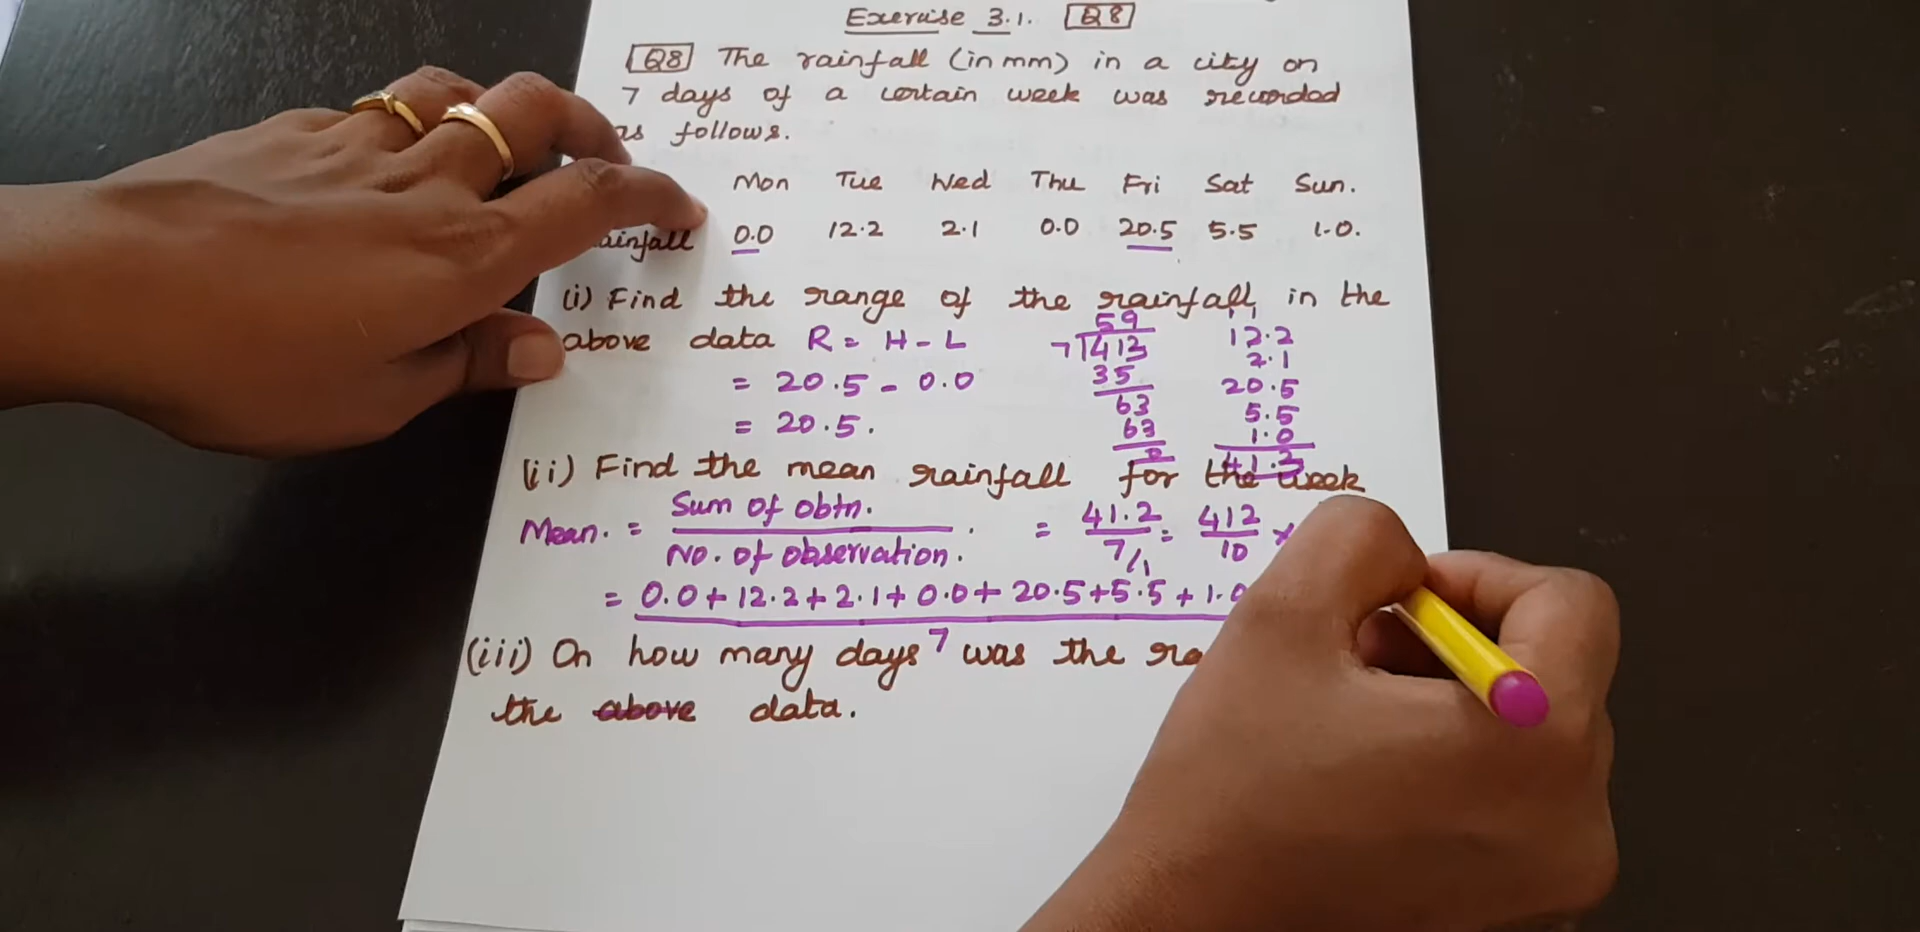 Exercise 3.1. Q8
Q8 The rainfall (in mm) in a city on
7 days of a certain week was recorded
as follows.
Mon Tue Wed Thu Fri Sat Sun.
ainfall 0.0 12.2 2.1 0.0 20.5 5.5 1.0.
(i) Find the range of the rainfall in the
above data R = H - L
= 20.5 - 0.0
= 20.5.
59
7 413
35
63
63
0
12.2
2.1
20.5
5.5
1.0
41.3
(ii) Find the mean rainfall for the week
Mean. = Sum of obtn.
No. of observation.
= 41.2
7/1
= 412
10
×
= 0.0 + 12.2 + 2.1 + 0.0 + 20.5 + 5.5 + 1.0
7
(iii) On how many days was the ra
the above data.